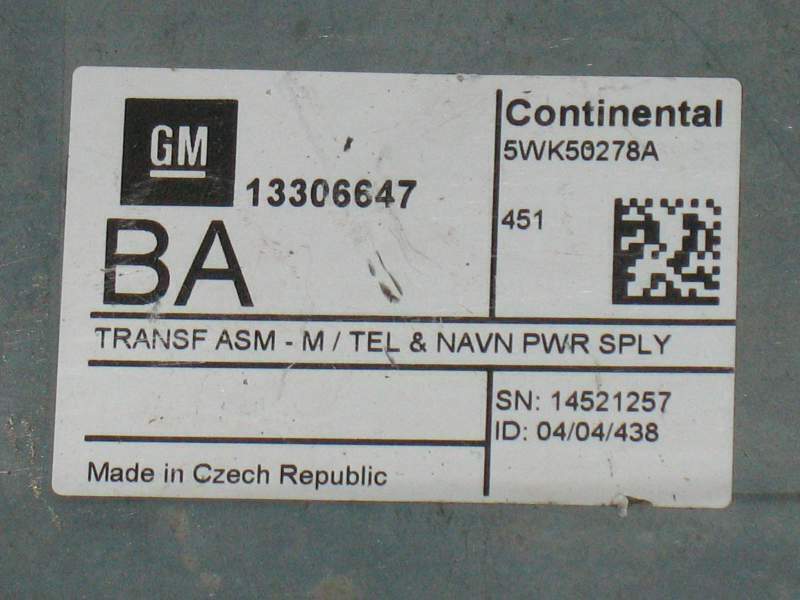 GM
13306647
BA
Continental
5WK50278A
451
TRANSF ASM - M / TEL & NAVN PWR SPLY
SN: 14521257
ID: 04/04/438
Made in Czech Republic